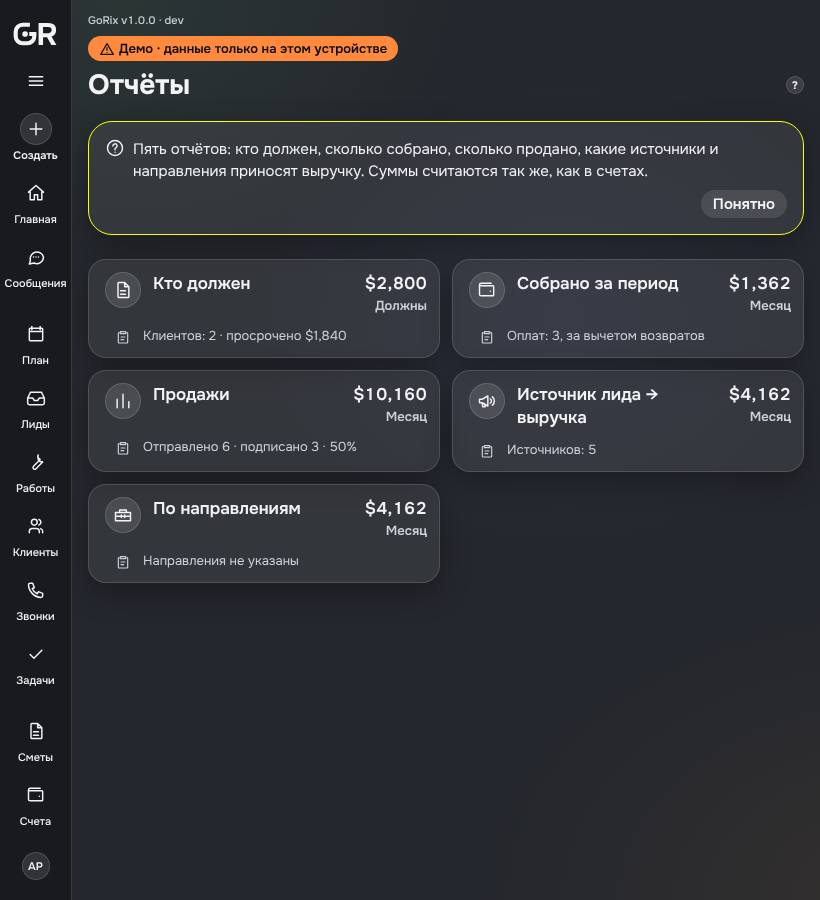 GR
GoRix v1.0.0 · dev
Демо · данные только на этом устройстве
Отчёты
?
Создать
Главная
Сообщения
План
Лиды
Работы
Клиенты
Звонки
Задачи
Сметы
Счета
AP
Пять отчётов: кто должен, сколько собрано, сколько продано, какие источники и
направления приносят выручку. Суммы считаются так же, как в счетах.
Понятно
Кто должен
$2,800
Должны
Клиентов: 2 · просрочено $1,840
Собрано за период
$1,362
Месяц
Оплат: 3, за вычетом возвратов
Продажи
$10,160
Месяц
Отправлено 6 · подписано 3 · 50%
Источник лида →
выручка
$4,162
Месяц
Источников: 5
По направлениям
$4,162
Месяц
Направления не указаны